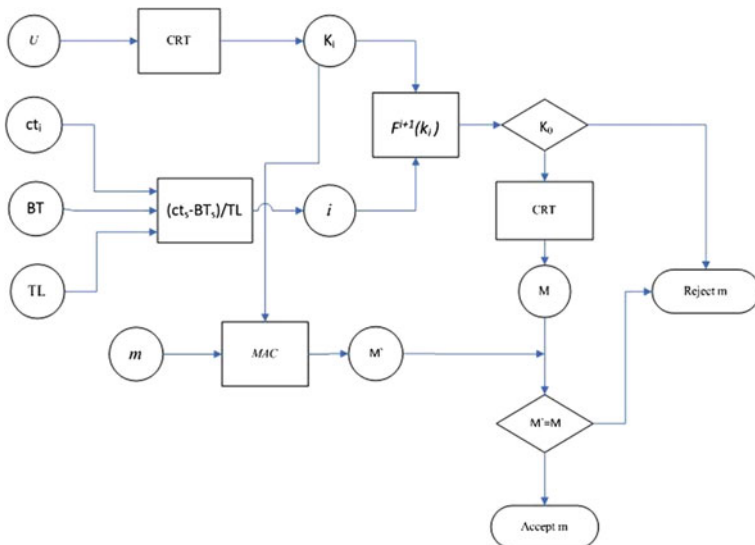 U
CRT
Kᵢ
ctᵢ
Fⁱ⁺¹(kᵢ)
K₀
BT
(ctₛ-BTₛ)/TL
i
CRT
TL
M
Reject m
m
MAC
M`
M`=M
Accept m